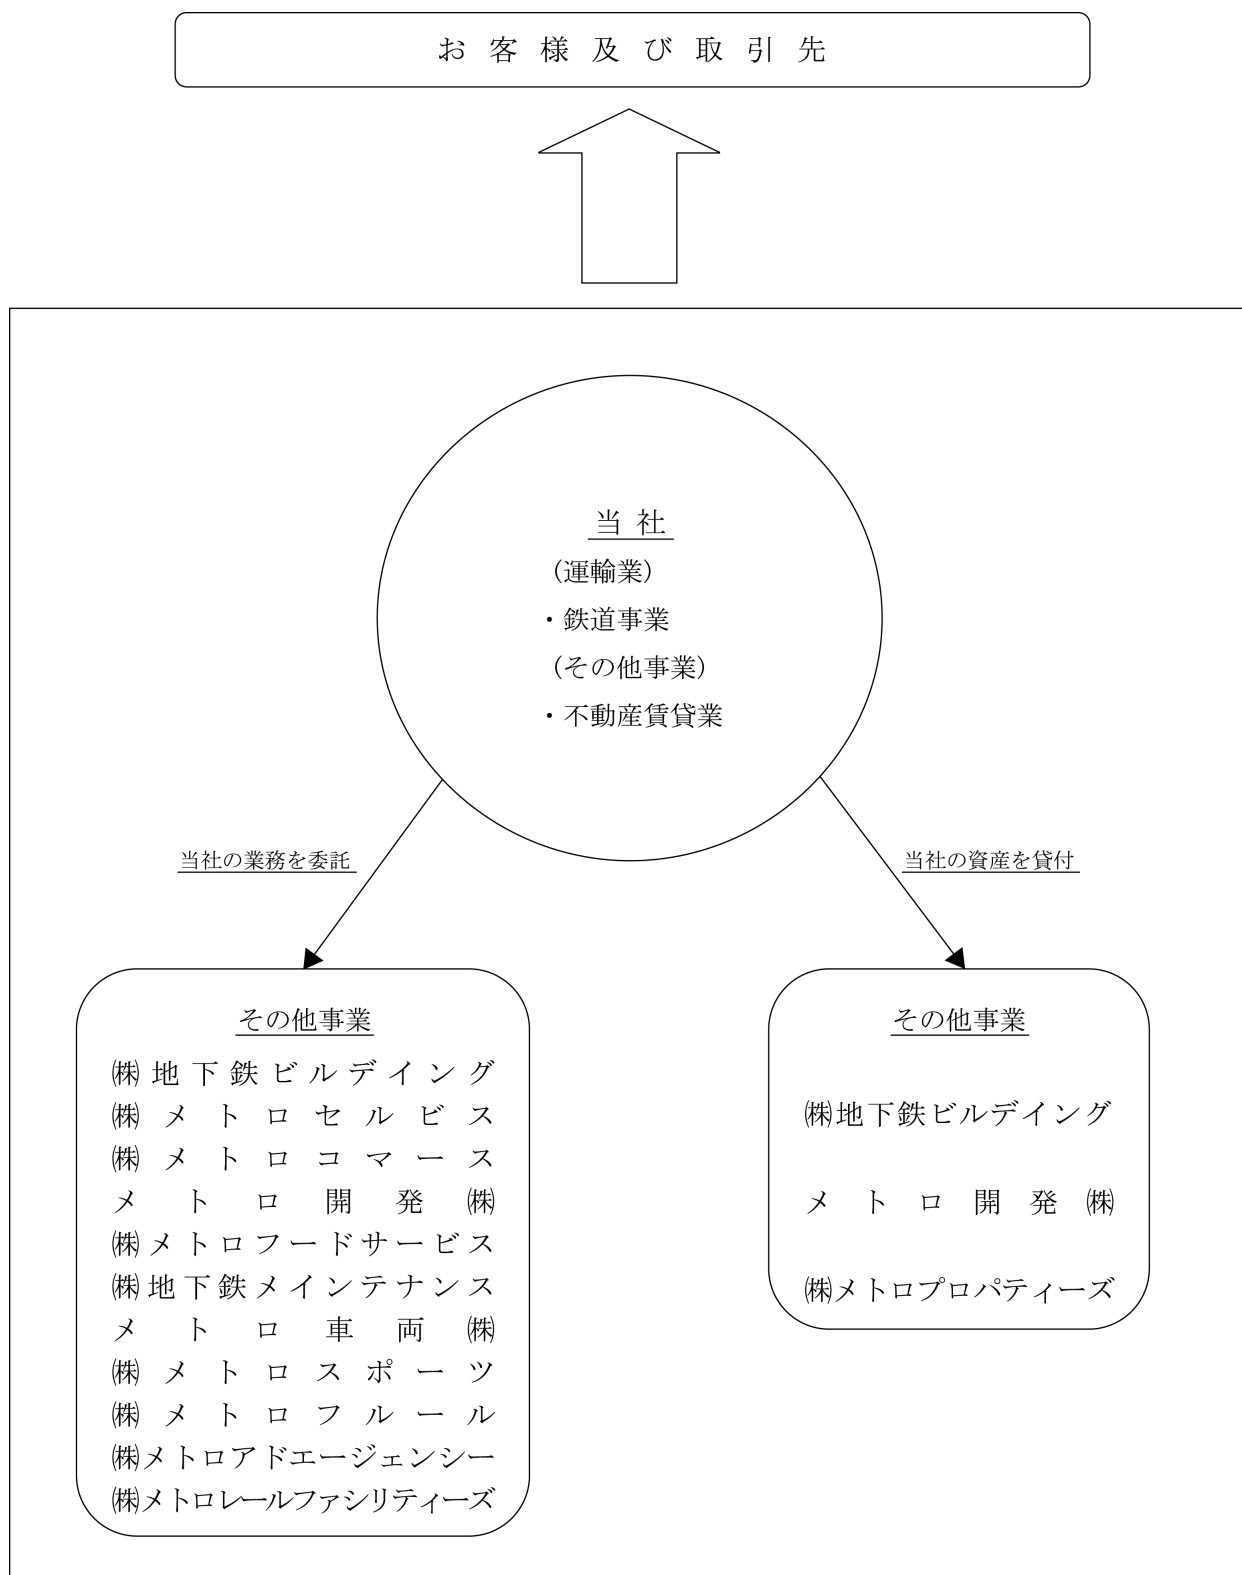 お客様及び取引先
当社
(運輸業)
・鉄道事業
(その他事業)
・不動産賃貸業
当社の業務を委託
当社の資産を貸付
その他事業
㈱地下鉄ビルデイング
㈱メトロセルビス
㈱メトロコマース
メトロ開発㈱
㈱メトロフードサービス
㈱地下鉄メインテナンス
メトロ車両㈱
㈱メトロスポーツ
㈱メトロフルール
㈱メトロアドエージェンシー
㈱メトロレールファシリティーズ
その他事業
㈱地下鉄ビルデイング
メトロ開発㈱
㈱メトロプロパティーズ